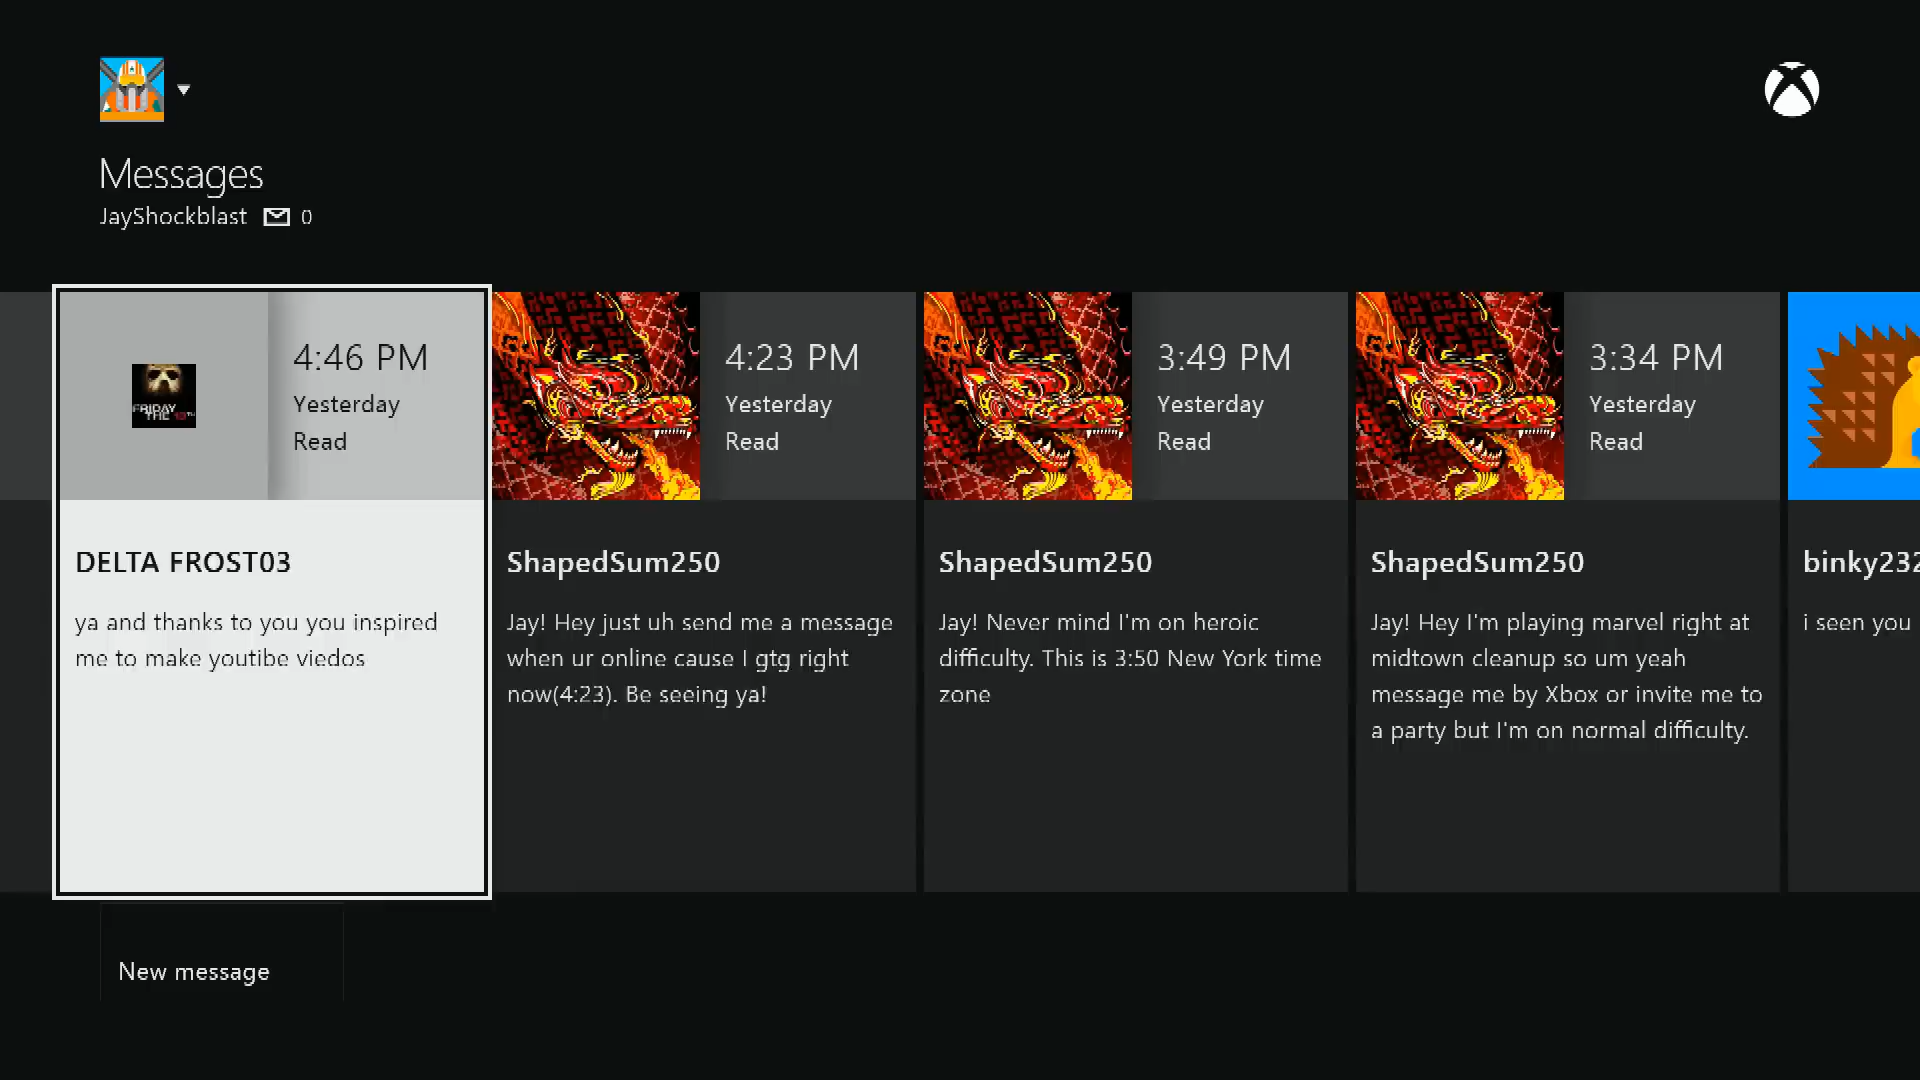 Messages
JayShockblast 0
4:46 PM
Yesterday
Read
FRIDAY
THE 13TH
DELTA FROST03
ya and thanks to you you inspired
me to make youtibe viedos
4:23 PM
Yesterday
Read
ShapedSum250
Jay! Hey just uh send me a message
when ur online cause I gtg right
now(4:23). Be seeing ya!
3:49 PM
Yesterday
Read
ShapedSum250
Jay! Never mind I'm on heroic
difficulty. This is 3:50 New York time
zone
3:34 PM
Yesterday
Read
ShapedSum250
Jay! Hey I'm playing marvel right at
midtown cleanup so um yeah
message me by Xbox or invite me to
a party but I'm on normal difficulty.
binky232
i seen you
New message